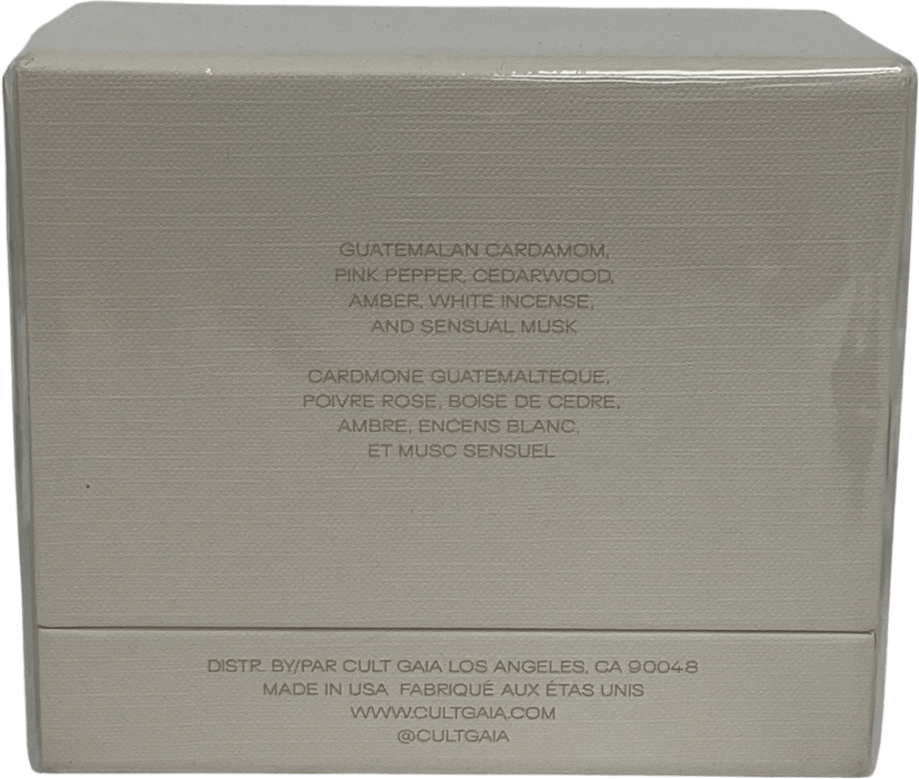 GUATEMALAN CARDAMOM,
PINK PEPPER, CEDARWOOD,
AMBER, WHITE INCENSE,
AND SENSUAL MUSK
CARDMONE GUATEMALTEQUE,
POIVRE ROSE, BOISE DE CEDRE,
AMBRE, ENCENS BLANC,
ET MUSC SENSUEL
DISTR. BY/PAR CULT GAIA LOS ANGELES, CA 90048
MADE IN USA FABRIQUÉ AUX ÉTAS UNIS
WWW.CULTGAIA.COM
@CULTGAIA